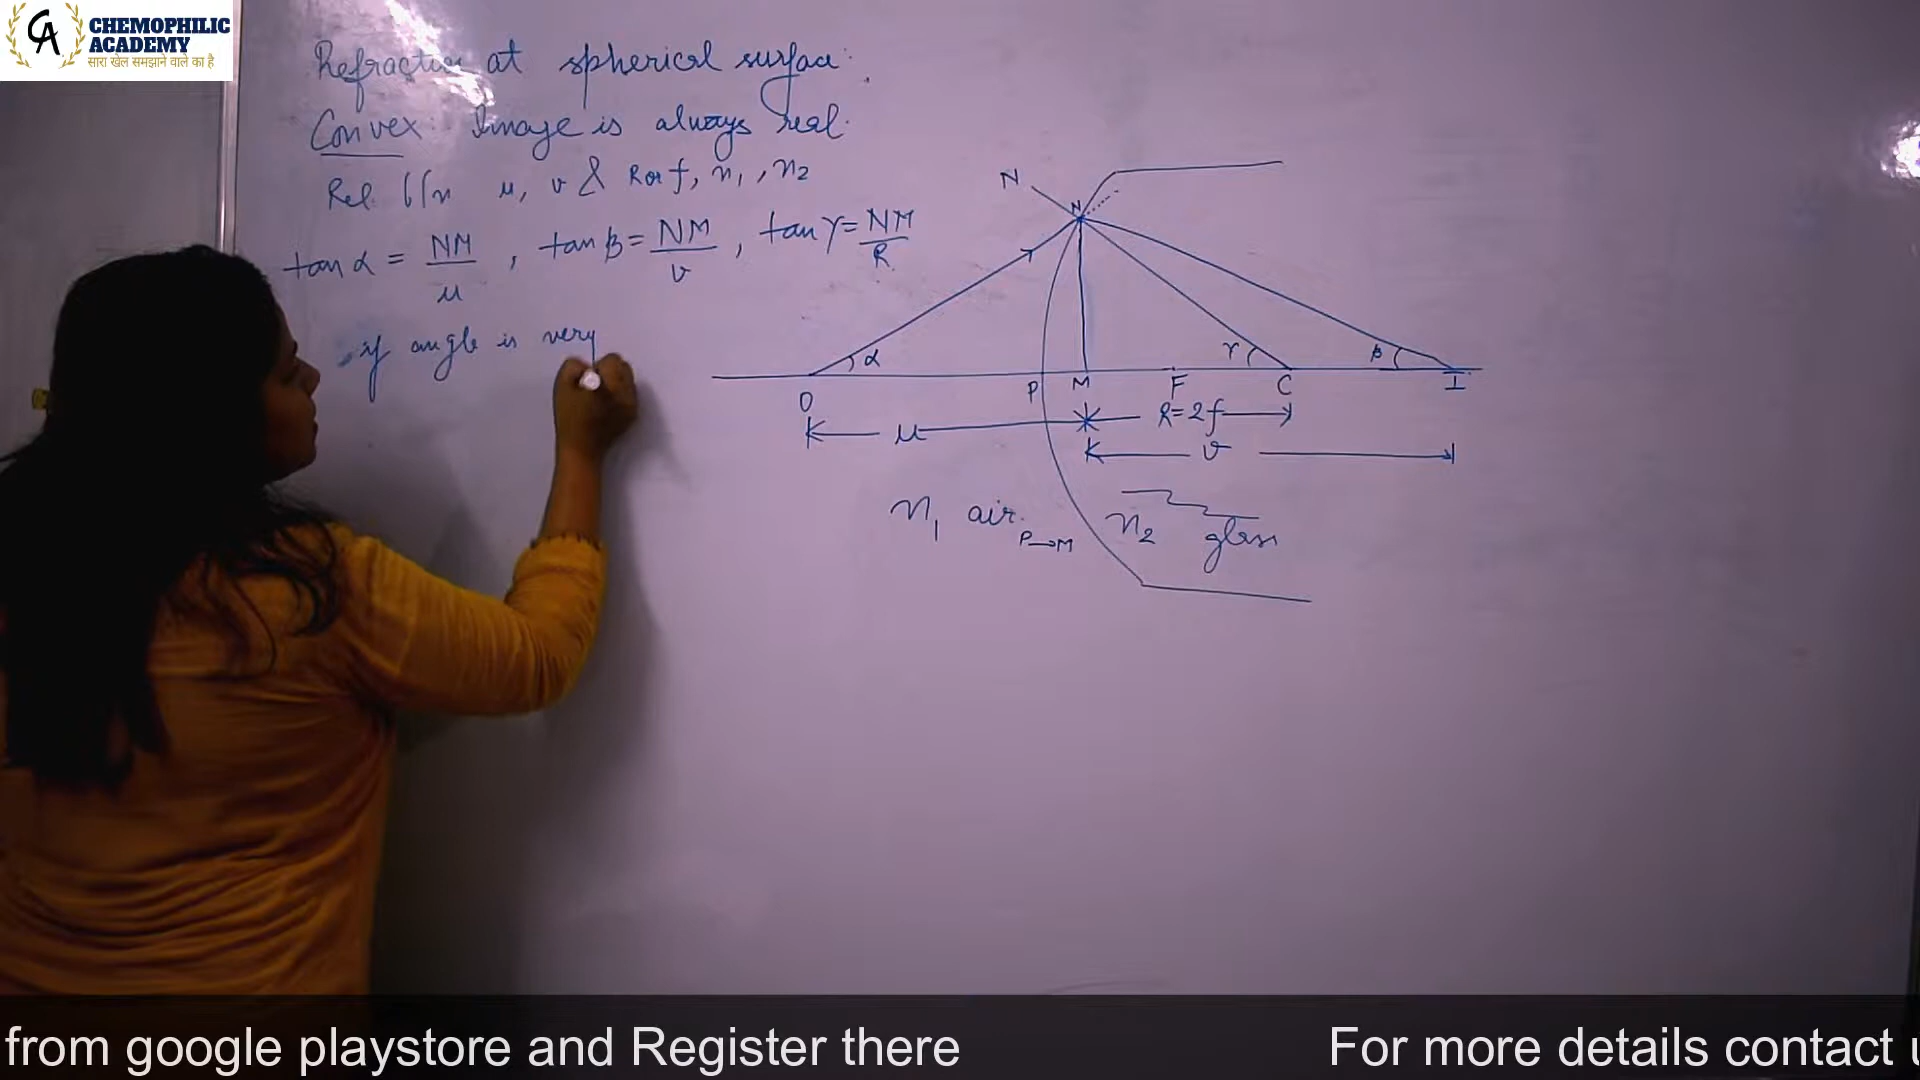 CHEMOPHILIC
ACADEMY
सारा खेल समझाने वाले का है
CA
Refraction at spherical surface
Convex: Image is always real.
Rel. b/n u, v & R or f, n₁, n₂
tan α = NM/u, tan β = NM/v, tan γ = NM/R
if angle is very
N
N
α
γ
β
O
P
M
F
C
I
u
R=2f
v
n₁ air
P→M
n₂ glass
from google playstore and Register there
For more details contact